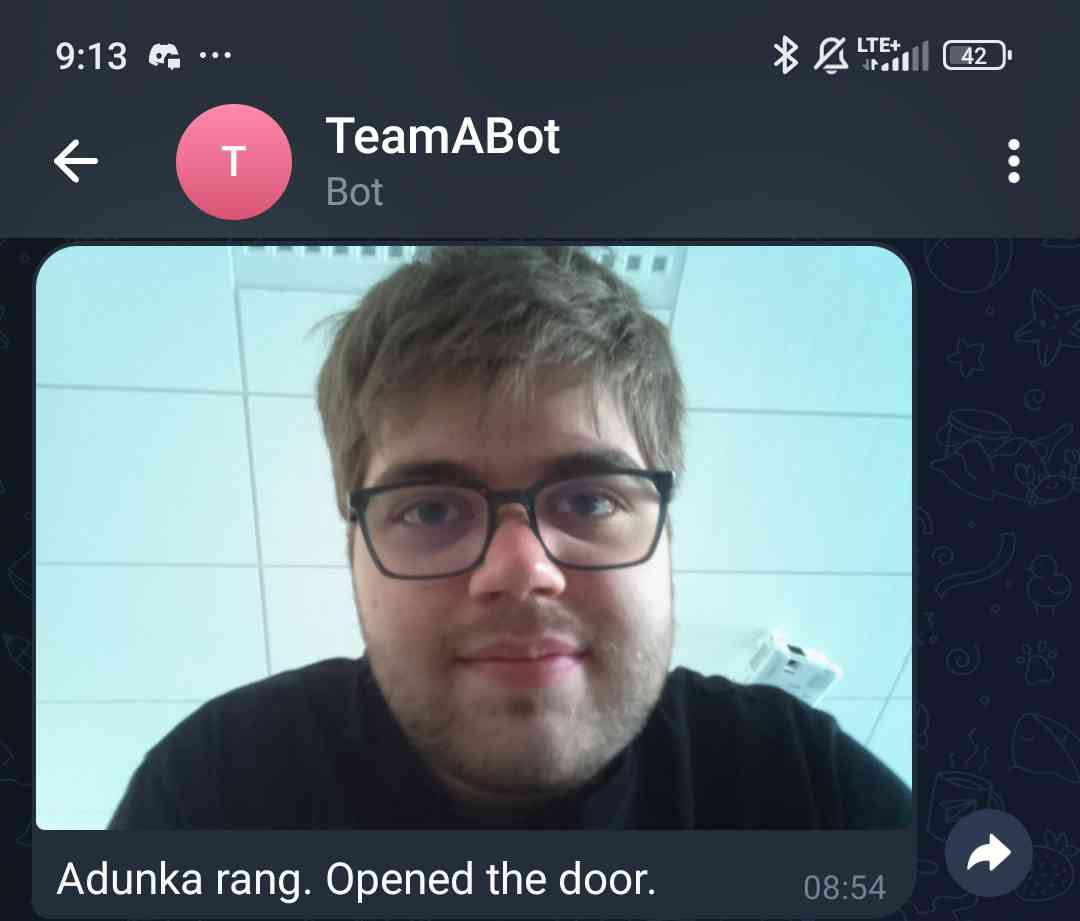 9:13
LTE+
42
T
TeamABot
Bot
Adunka rang. Opened the door.
08:54